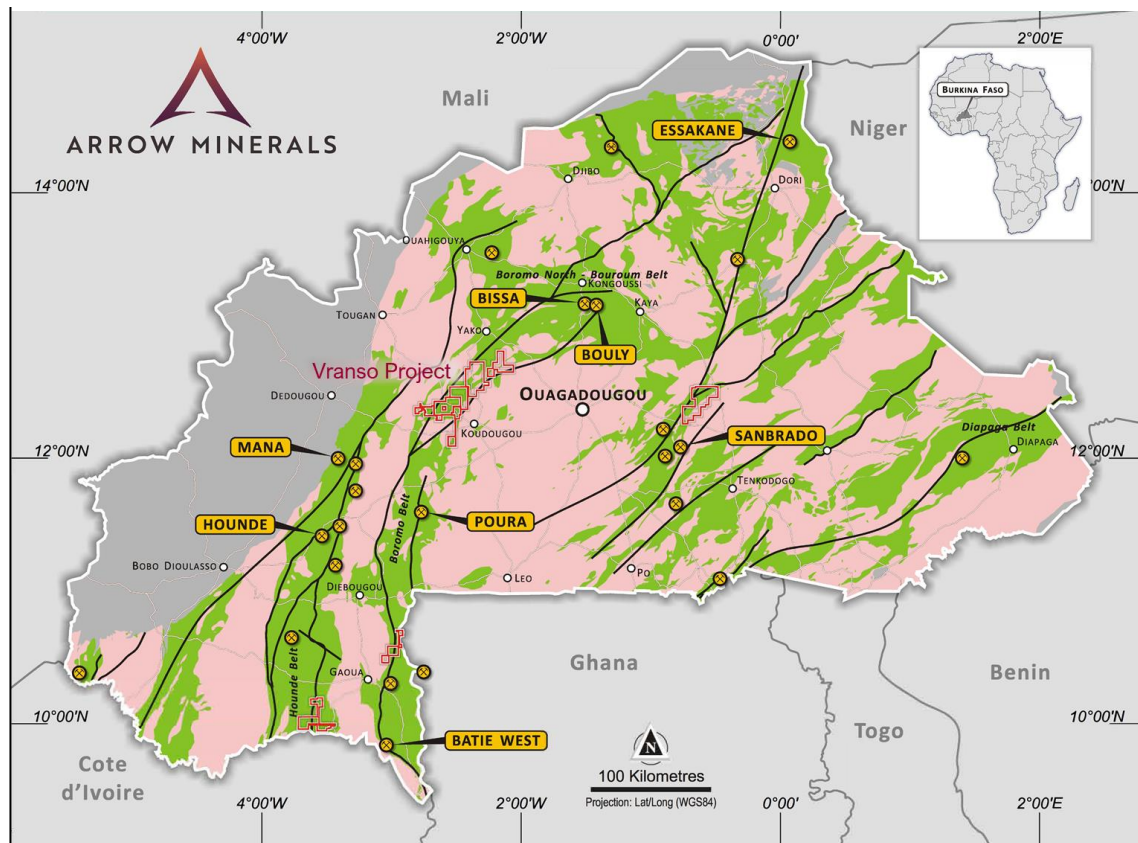 4°00'W
2°00'W
0°00'
2°00'E
ARROW MINERALS
Mali
Niger
BURKINA FASO
ESSAKANE
DJIBO
DORI
14°00'N
00'N
OUAHIGOUYA
Boromo North - Bouroum Belt
KONGOUSSI
BISSA
KAYA
TOUGAN
YAKO
BOULY
Vranso Project
DEDOUGOU
OUAGADOUGOU
KOUDOUGOU
MANA
SANBRADO
Diapaga Belt
DIAPAGA
12°00'N
12°00'N
TENKODOGO
HOUNDE
POURA
Boromo Belt
BOBO DIOULASSO
LEO
PO
DIEBOUGOU
Ghana
Benin
Hounde Belt
GAOUA
10°00'N
10°00'N
Togo
BATIE WEST
N
Cote
d'Ivoire
100 Kilometres
Projection: Lat/Long (WGS84)
4°00'W
2°00'W
0°00'
2°00'E